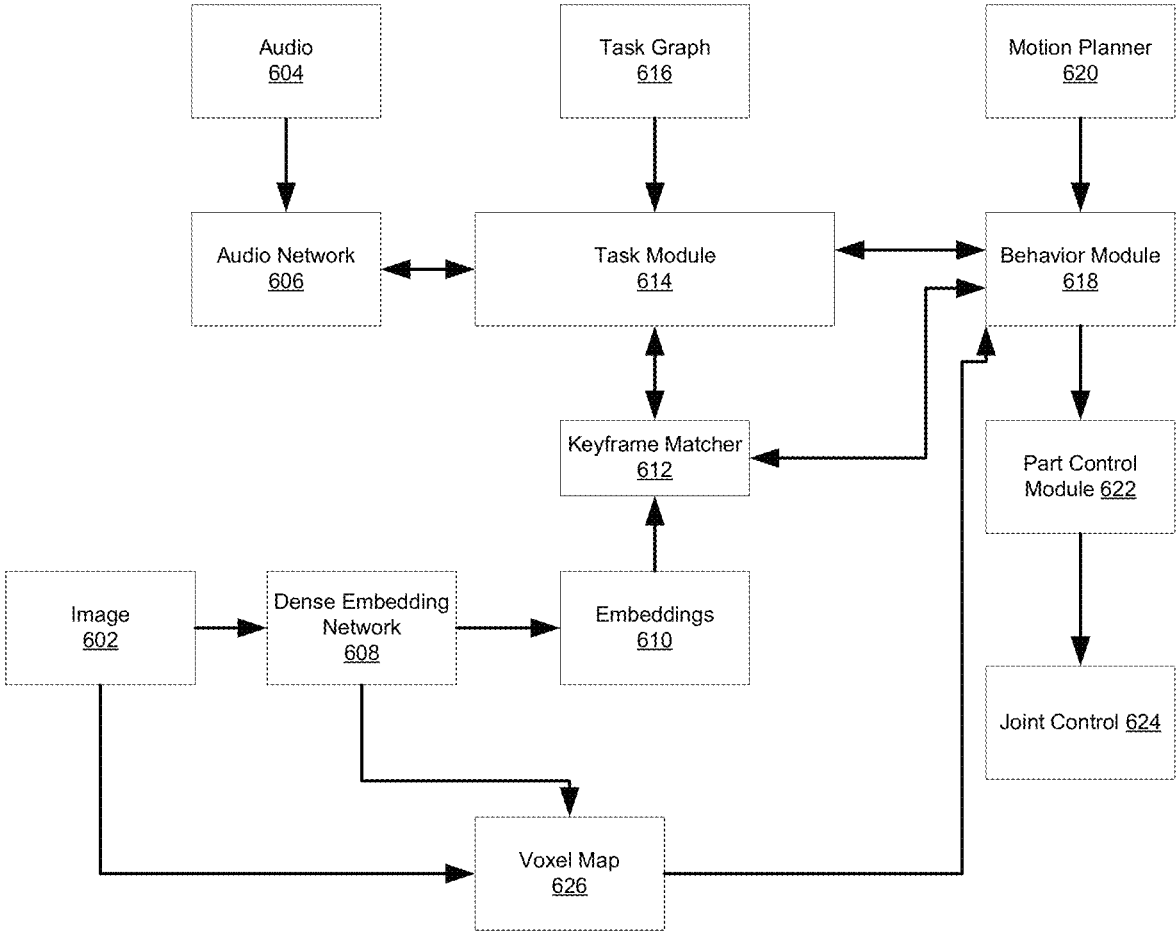 Audio
604
Task Graph
616
Motion Planner
620
Audio Network
606
Task Module
614
Behavior Module
618
Keyframe Matcher
612
Part Control
Module 622
Image
602
Dense Embedding
Network
608
Embeddings
610
Joint Control 624
Voxel Map
626